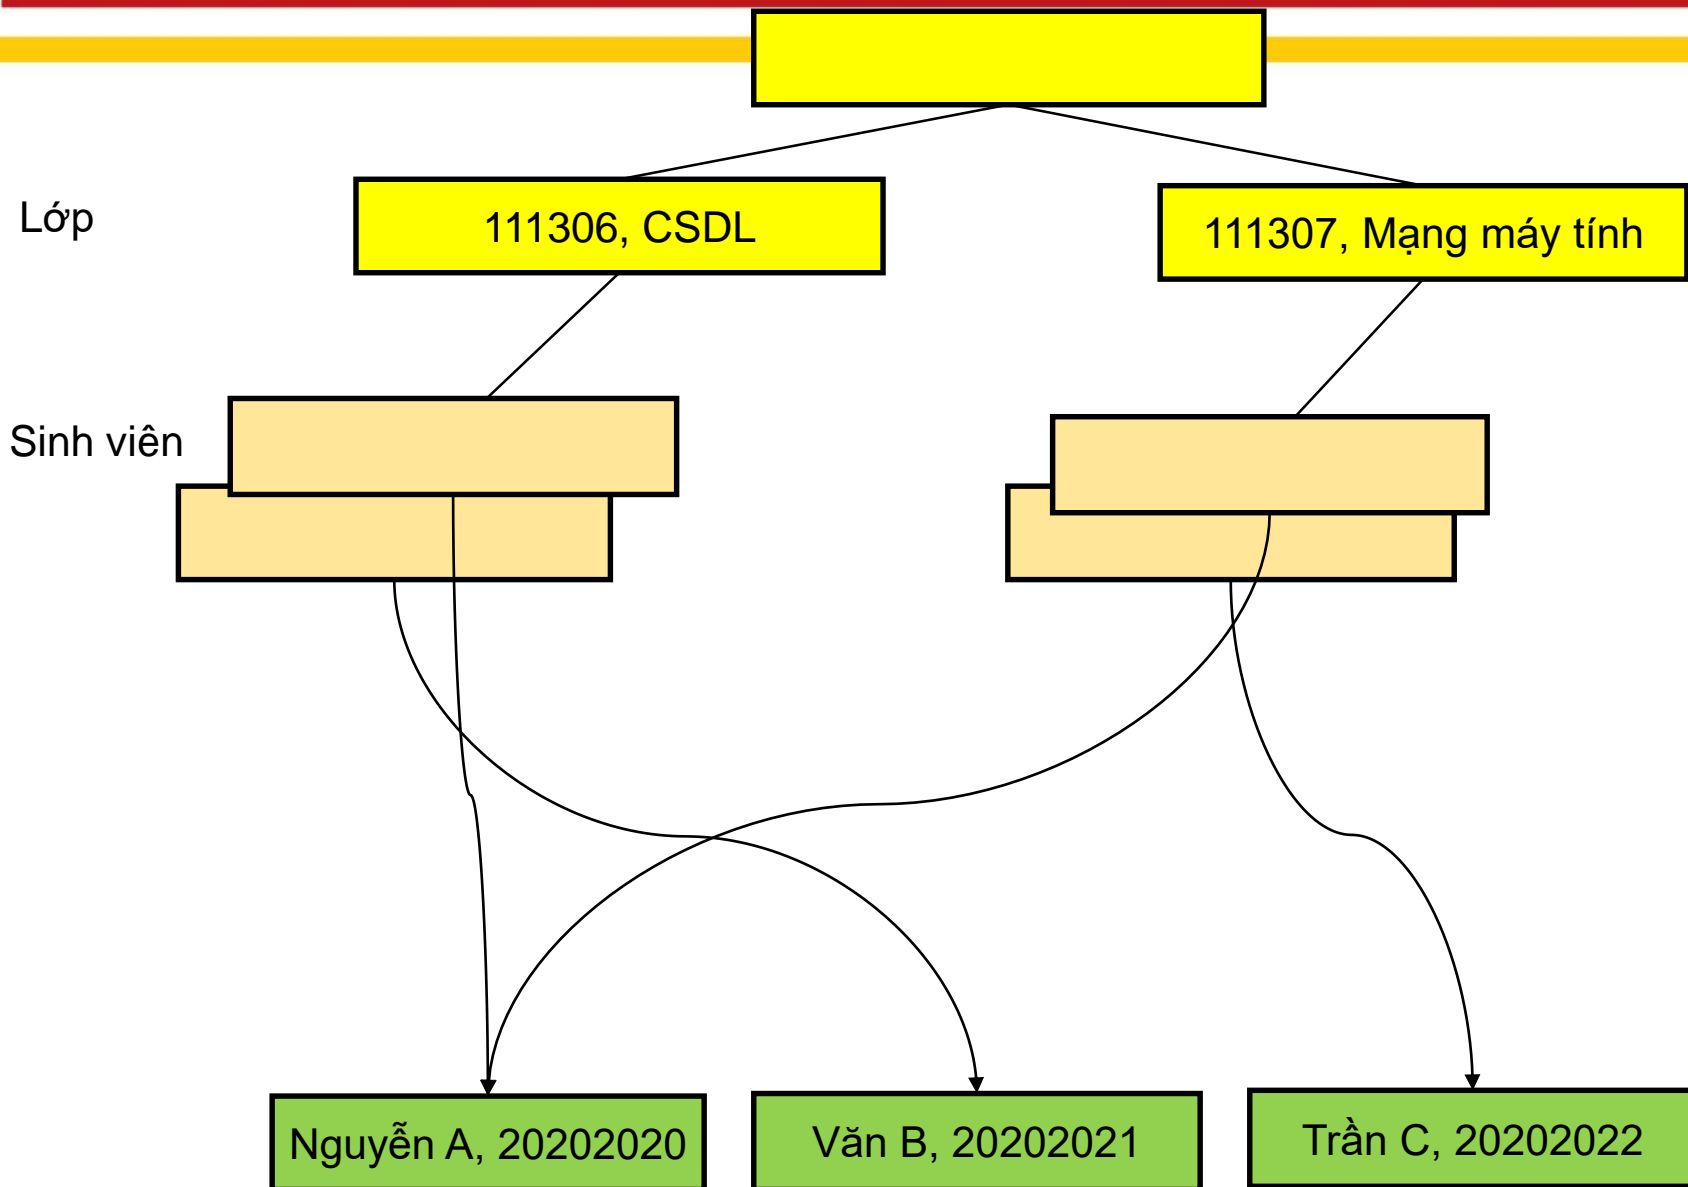 Lớp
111306, CSDL
111307, Mạng máy tính
Sinh viên
Nguyễn A, 20202020
Văn B, 20202021
Trần C, 20202022